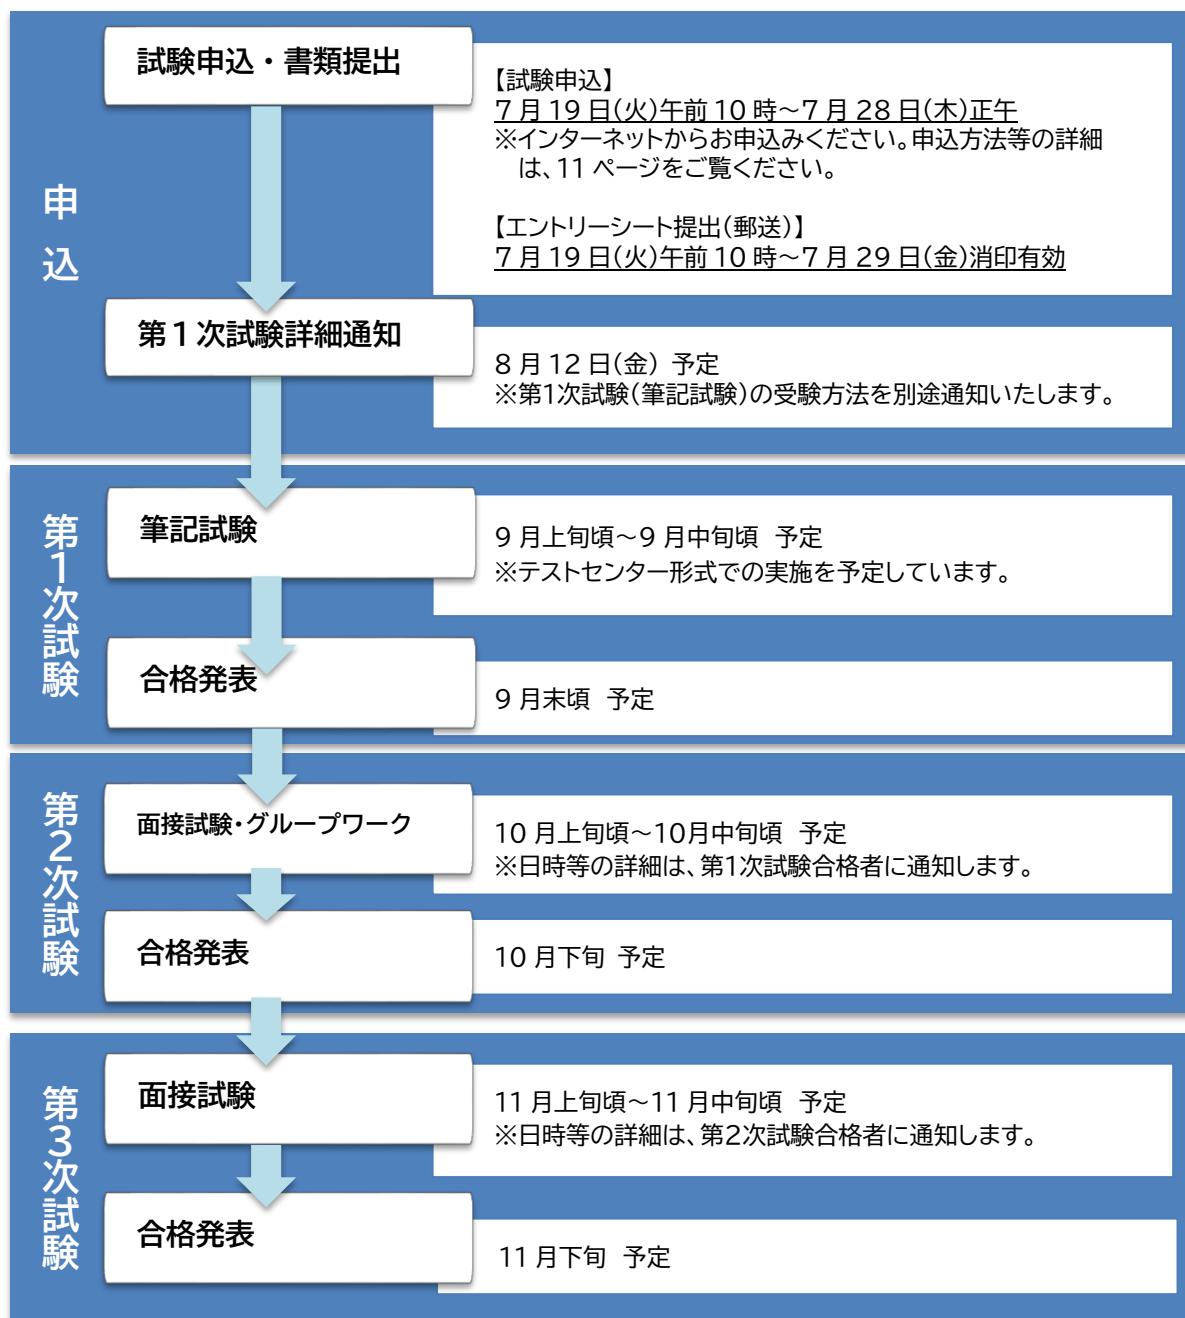 申込
試験申込・書類提出
【試験申込】
7月19日(火)午前10時～7月28日(木)正午
※インターネットからお申込みください。申込方法等の詳細
は、11ページをご覧ください。
【エントリーシート提出(郵送)】
7月19日(火)午前10時～7月29日(金)消印有効
第1次試験詳細通知
8月12日(金) 予定
※第1次試験(筆記試験)の受験方法を別途通知いたします。
第1次試験
筆記試験
9月上旬頃～9月中旬頃 予定
※テストセンター形式での実施を予定しています。
合格発表
9月末頃 予定
第2次試験
面接試験・グループワーク
10月上旬頃～10月中旬頃 予定
※日時等の詳細は、第1次試験合格者に通知します。
合格発表
10月下旬 予定
第3次試験
面接試験
11月上旬頃～11月中旬頃 予定
※日時等の詳細は、第2次試験合格者に通知します。
合格発表
11月下旬 予定